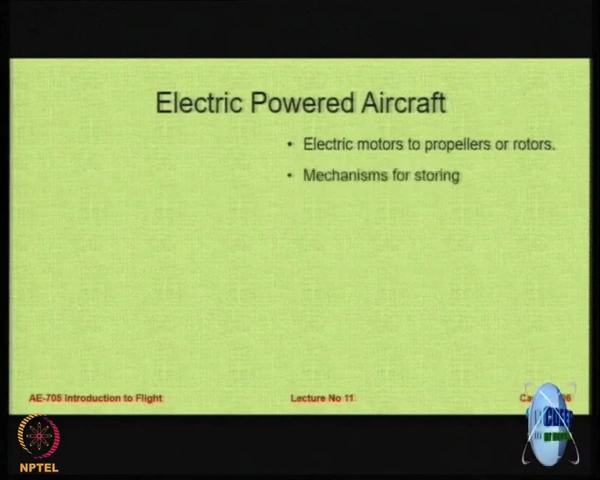 Electric Powered Aircraft
• Electric motors to propellers or rotors.
• Mechanisms for storing
AE-705 Introduction to Flight
Lecture No 11
NPTEL